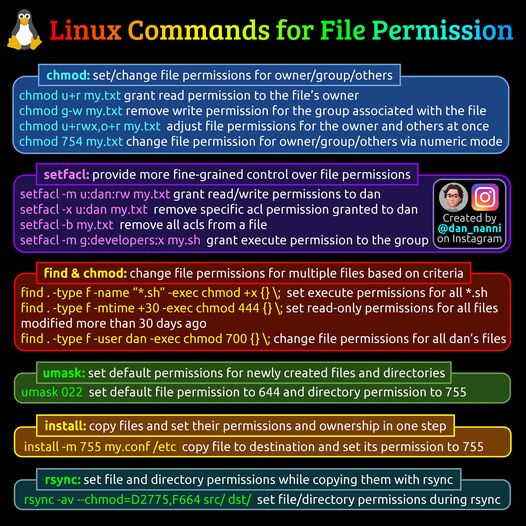 Linux Commands for File Permission
chmod: set/change file permissions for owner/group/others
chmod u+r my.txt grant read permission to the file's owner
chmod g-w my.txt remove write permission for the group associated with the file
chmod u+rwx,o+r my.txt adjust file permissions for the owner and others at once
chmod 754 my.txt change file permission for owner/group/others via numeric mode
setfacl: provide more fine-grained control over file permissions
setfacl -m u:dan:rw my.txt grant read/write permissions to dan
setfacl -x u:dan my.txt remove specific acl permission granted to dan
setfacl -b my.txt remove all acls from a file
setfacl -m g:developers:x my.sh grant execute permission to the group
Created by
@dan_nanni
on Instagram
find & chmod: change file permissions for multiple files based on criteria
find . -type f -name “*.sh” -exec chmod +x {} \; set execute permissions for all *.sh
find . -type f -mtime +30 -exec chmod 444 {} \; set read-only permissions for all files
modified more than 30 days ago
find . -type f -user dan -exec chmod 700 {} \; change file permissions for all dan's files
umask: set default permissions for newly created files and directories
umask 022 set default file permission to 644 and directory permission to 755
install: copy files and set their permissions and ownership in one step
install -m 755 my.conf /etc copy file to destination and set its permission to 755
rsync: set file and directory permissions while copying them with rsync
rsync -av --chmod=D2775,F664 src/ dst/ set file/directory permissions during rsync